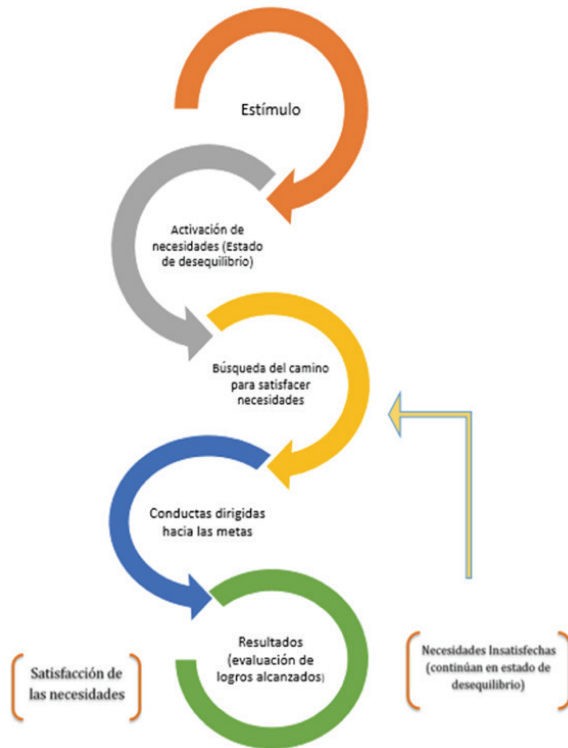 Estímulo
Activación de
necesidades (Estado
de desequilibrio)
Búsqueda del camino
para satisfacer
necesidades
Conductas dirigidas
hacia las metas
Resultados
(evaluación de
logros alcanzados)
Satisfacción de
las necesidades
Necesidades Insatisfechas
(continúan en estado de
desequilibrio)